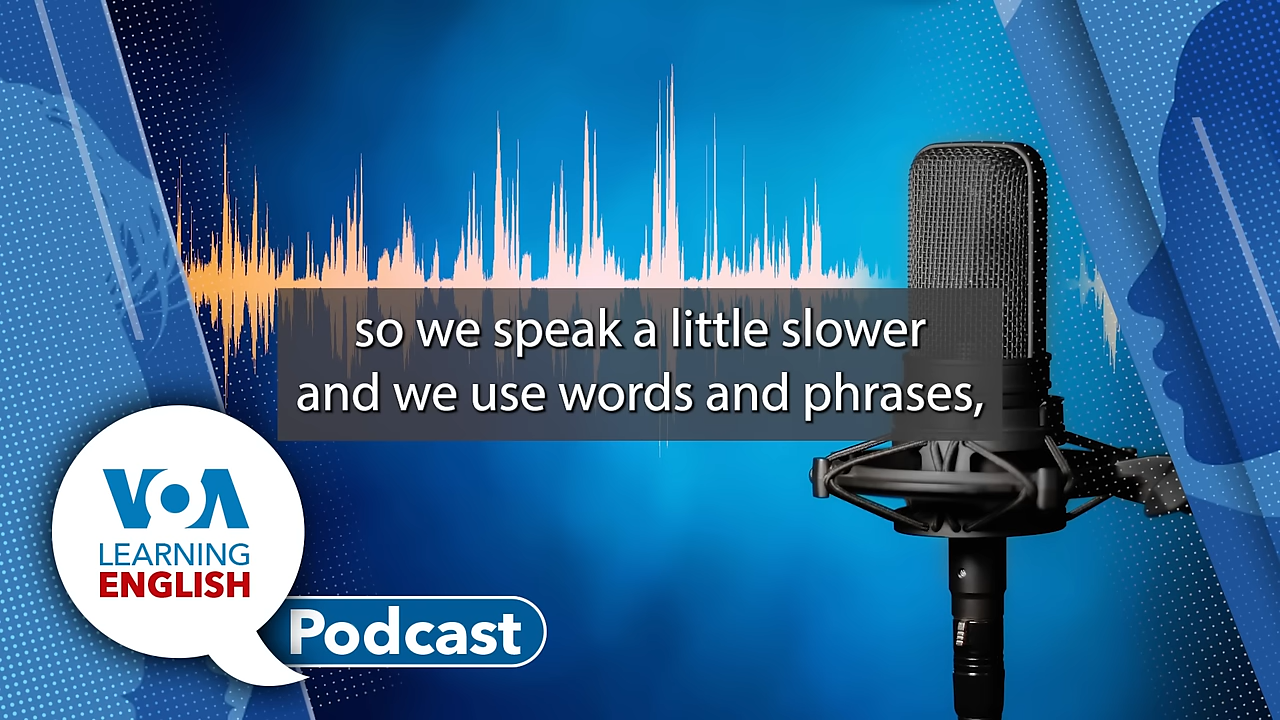 so we speak a little slower
and we use words and phrases,
VOA
LEARNING
ENGLISH
Podcast